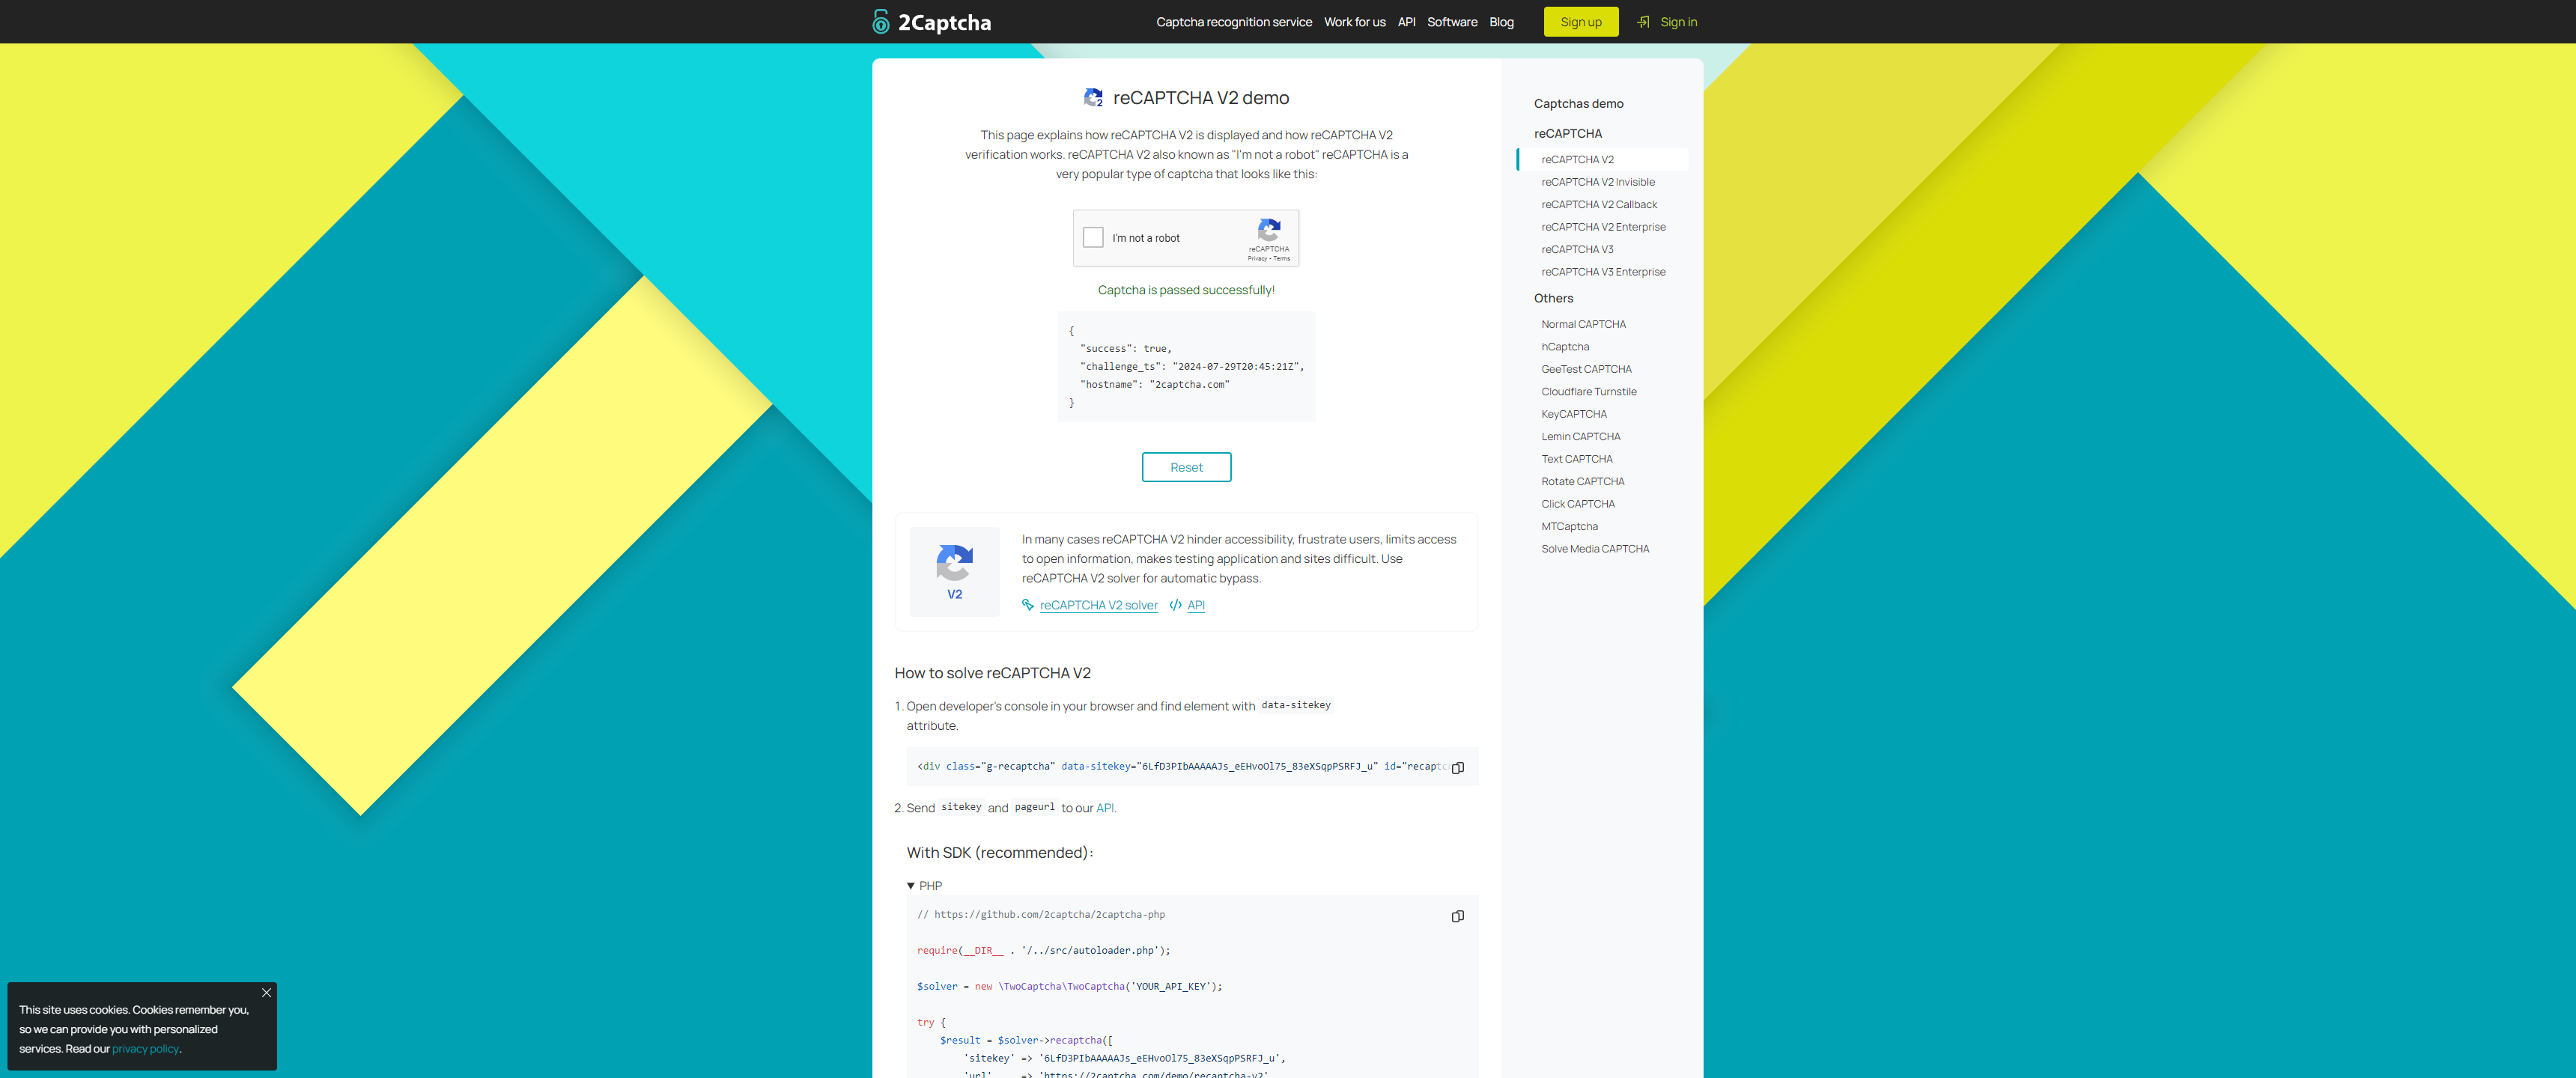 2Captcha
Captcha recognition service Work for us API Software Blog Sign up Sign in
reCAPTCHA V2 demo
This page explains how reCAPTCHA V2 is displayed and how reCAPTCHA V2
verification works. reCAPTCHA V2 also known as "I'm not a robot" reCAPTCHA is a
very popular type of captcha that looks like this:
I'm not a robot
reCAPTCHA
Privacy - Terms
Captcha is passed successfully!
{
"success": true,
"challenge_ts": "2024-07-29T20:45:21Z",
"hostname": "2captcha.com"
}
Reset
V2
In many cases reCAPTCHA V2 hinder accessibility, frustrate users, limits access
to open information, makes testing application and sites difficult. Use
reCAPTCHA V2 solver for automatic bypass.
reCAPTCHA V2 solver API
How to solve reCAPTCHA V2
1. Open developer's console in your browser and find element with data-sitekey
attribute.
<div class="g-recaptcha" data-sitekey="6LfD3PIbAAAAAJs_eEHvoOl75_83eXSqpPSRFJ_u" id="recaptc
2. Send sitekey and pageurl to our API.
With SDK (recommended):
PHP
// https://github.com/2captcha/2captcha-php
require(__DIR__ . '/../src/autoloader.php');
$solver = new \TwoCaptcha\TwoCaptcha('YOUR_API_KEY');
try {
$result = $solver->recaptcha([
'sitekey' => '6LfD3PIbAAAAAJs_eEHvoOl75_83eXSqpPSRFJ_u',
'url' => 'https://2captcha.com/demo/recaptcha-v2'
Captchas demo
reCAPTCHA
reCAPTCHA V2
reCAPTCHA V2 Invisible
reCAPTCHA V2 Callback
reCAPTCHA V2 Enterprise
reCAPTCHA V3
reCAPTCHA V3 Enterprise
Others
Normal CAPTCHA
hCaptcha
GeeTest CAPTCHA
Cloudflare Turnstile
KeyCAPTCHA
Lemin CAPTCHA
Text CAPTCHA
Rotate CAPTCHA
Click CAPTCHA
MTCaptcha
Solve Media CAPTCHA
This site uses cookies. Cookies remember you,
so we can provide you with personalized
services. Read our privacy policy.